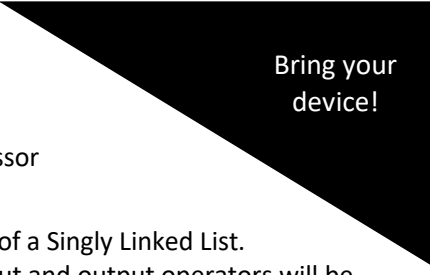 Bring your
device!
ssor
of a Singly Linked List.
ut and output operators will be